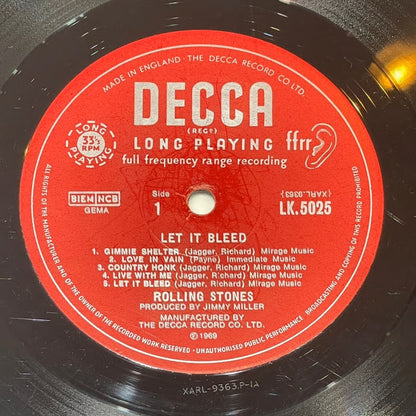 MADE IN ENGLAND · THE DECCA RECORD CO. LTD.
DECCA
(REGD)
LONG PLAYING ffrr
full frequency range recording
LONG 33⅓ RPM PLAYING
BIEM NCB
GEMA
Side
1
(XARL.9363)
LK.5025
LET IT BLEED
1. GIMMIE SHELTER (Jagger, Richard) Mirage Music
2. LOVE IN VAIN (Payne) Immediate Music
3. COUNTRY HONK (Jagger, Richard) Mirage Music
4. LIVE WITH ME (Jagger, Richard) Mirage Music
5. LET IT BLEED (Jagger, Richard) Mirage Music
ROLLING STONES
PRODUCED BY JIMMY MILLER
MANUFACTURED BY
THE DECCA RECORD CO. LTD.
℗1969
ALL RIGHTS OF THE MANUFACTURER AND OF THE OWNER OF THE RECORDED WORK RESERVED · UNAUTHORISED PUBLIC PERFORMANCE, BROADCASTING AND COPYING OF THIS RECORD PROHIBITED
XARL-9363.P-1A